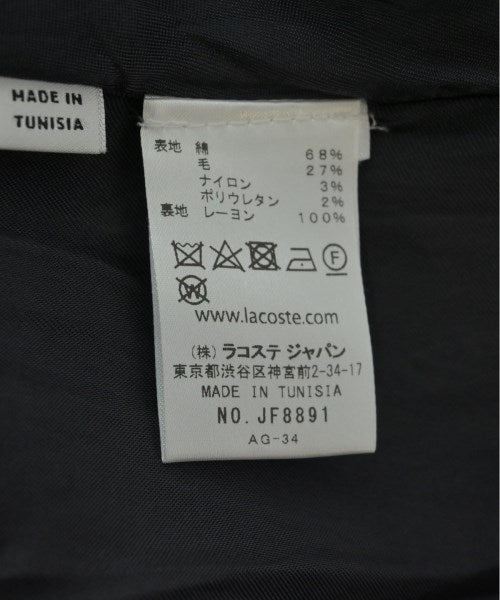 MADE IN
TUNISIA
表地 綿 68%
毛 27%
ナイロン 3%
ポリウレタン 2%
裏地 レーヨン 100%
F
W
www.lacoste.com
(株) ラコステ ジャパン
東京都渋谷区神宮前2-34-17
MADE IN TUNISIA
NO. JF8891
AG-34